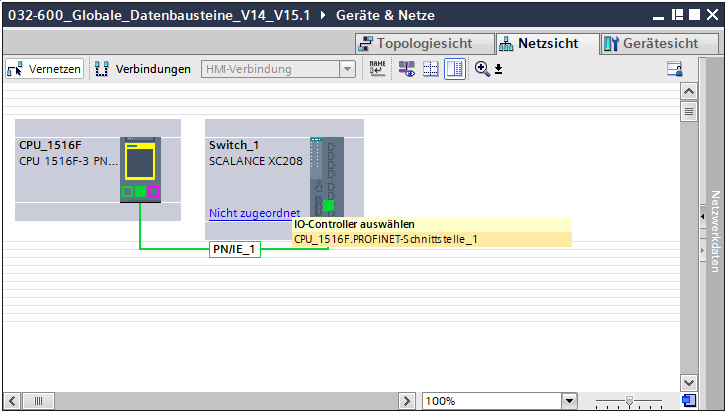 032-600_Globale_Datenbausteine_V14_V15.1 ▸ Geräte & Netze
Topologiesicht
Netzsicht
Gerätesicht
Vernetzen
Verbindungen
HMI-Verbindung
NAME
CPU_1516F
CPU 1516F-3 PN...
Switch_1
SCALANCE XC208
Nicht zugeordnet
IO-Controller auswählen
CPU_1516F.PROFINET-Schnittstelle_1
PN/IE_1
Netzwerkdaten
100%